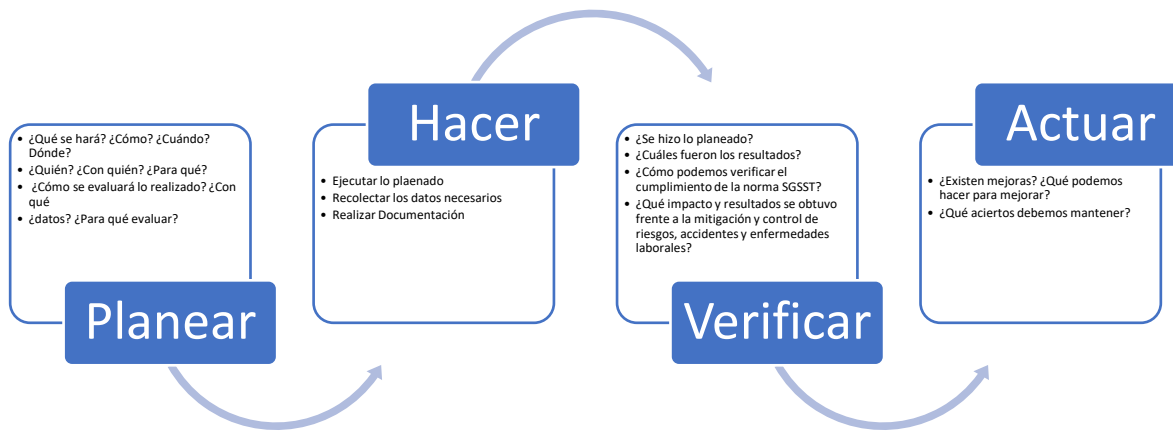 • ¿Qué se hará? ¿Cómo? ¿Cuándo?
Dónde?
• ¿Quién? ¿Con quién? ¿Para qué?
• ¿Cómo se evaluará lo realizado? ¿Con
qué
• ¿datos? ¿Para qué evaluar?
Planear
Hacer
• Ejecutar lo plaenado
• Recolectar los datos necesarios
• Realizar Documentación
• ¿Se hizo lo planeado?
• ¿Cuáles fueron los resultados?
• ¿Cómo podemos verificar el
cumplimiento de la norma SGSST?
• ¿Qué impacto y resultados se obtuvo
frente a la mitigación y control de
riesgos, accidentes y enfermedades
laborales?
Verificar
Actuar
• ¿Existen mejoras? ¿Qué podemos
hacer para mejorar?
• ¿Qué aciertos debemos mantener?